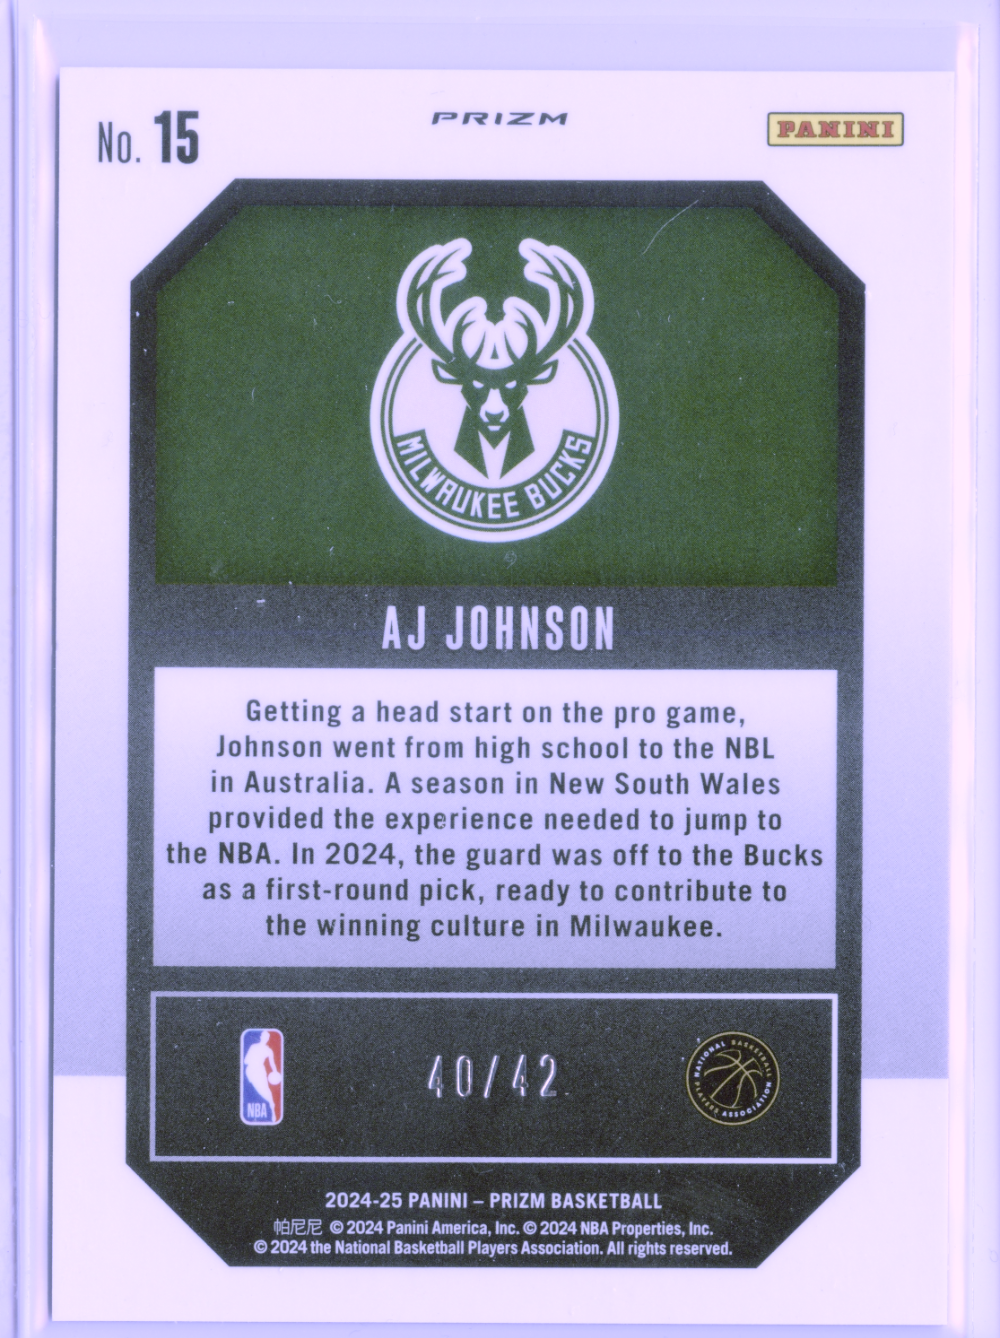 No. 15
PRIZM
PANINI
MILWAUKEE BUCKS
AJ JOHNSON
Getting a head start on the pro game,
Johnson went from high school to the NBL
in Australia. A season in New South Wales
provided the experience needed to jump to
the NBA. In 2024, the guard was off to the Bucks
as a first-round pick, ready to contribute to
the winning culture in Milwaukee.
NBA
40/42
NATIONAL BASKETBALL
PLAYERS ASSOCIATION
2024-25 PANINI – PRIZM BASKETBALL
帕尼尼 © 2024 Panini America, Inc. © 2024 NBA Properties, Inc.
© 2024 the National Basketball Players Association. All rights reserved.